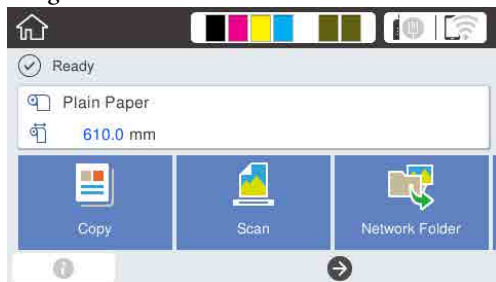 Ready
Plain Paper
610.0 mm
Copy
Scan
Network Folder